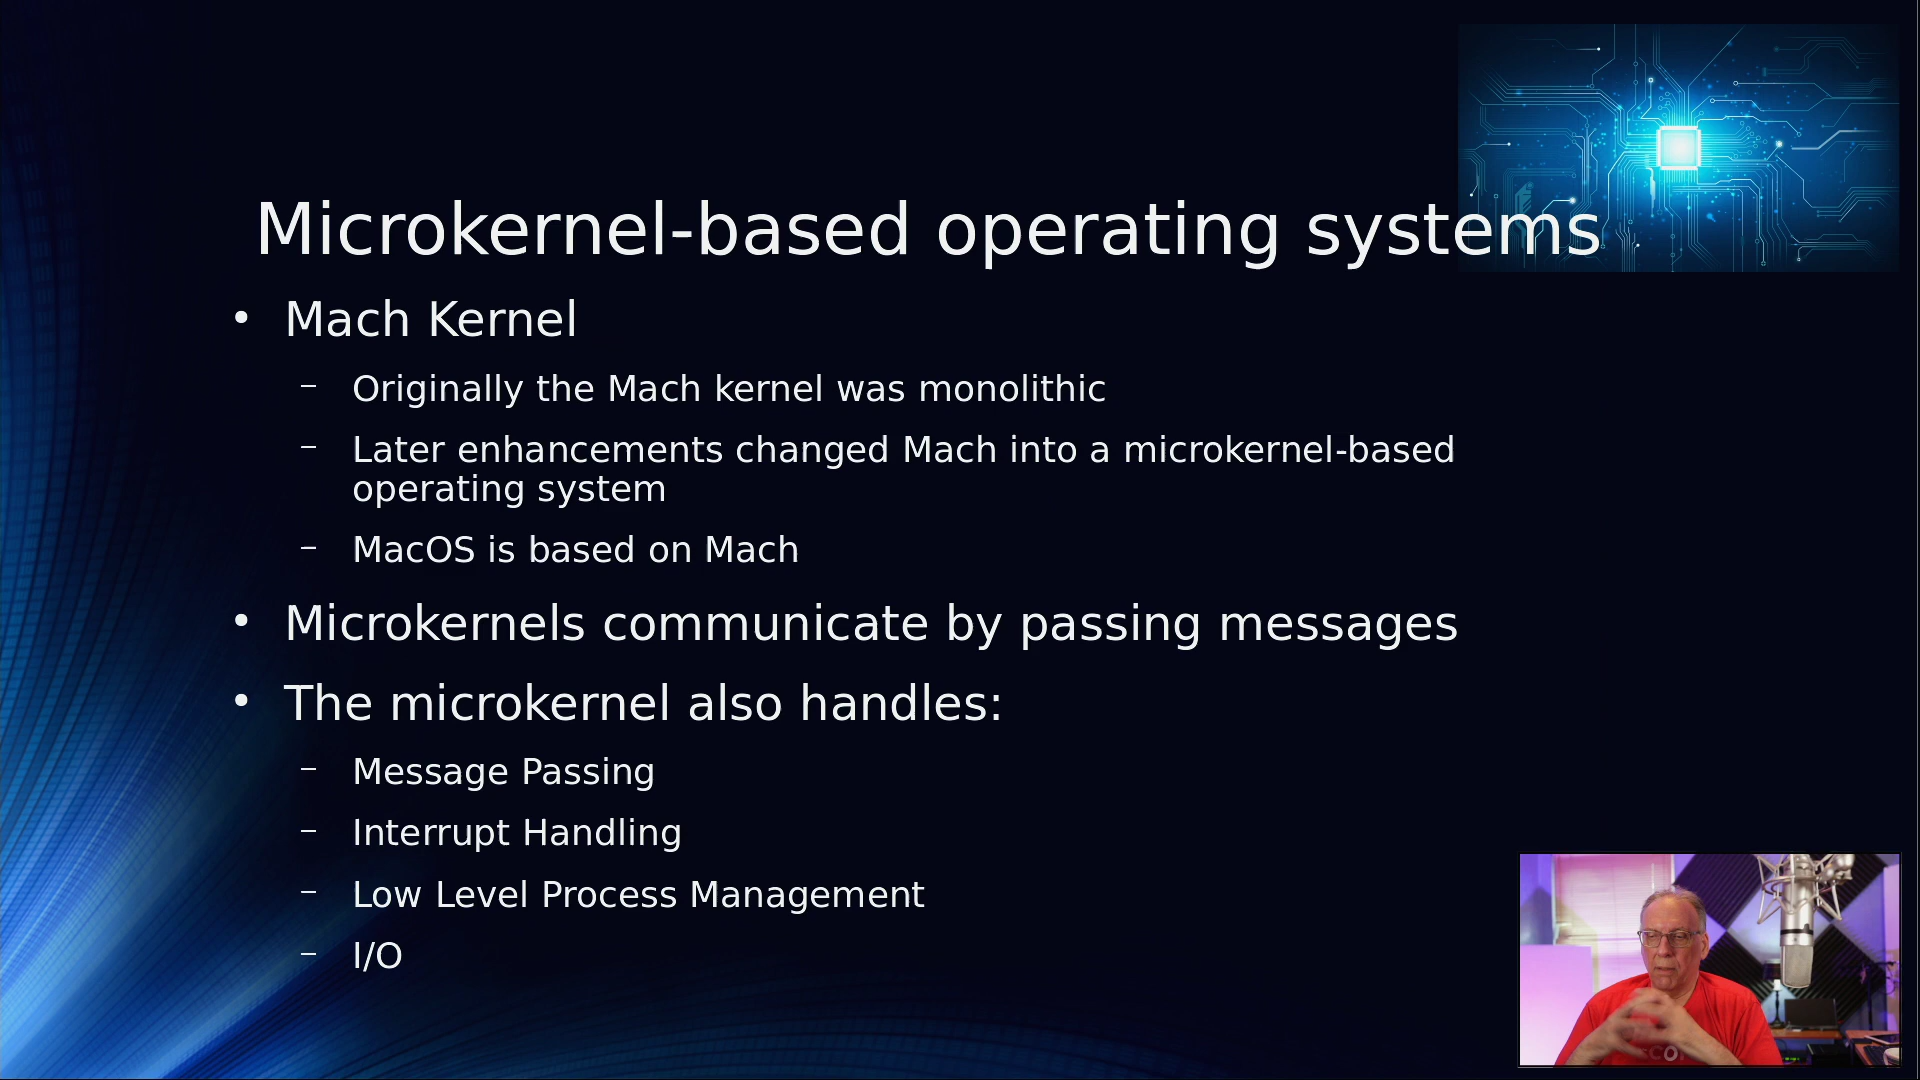 Microkernel-based operating systems
• Mach Kernel
– Originally the Mach kernel was monolithic
– Later enhancements changed Mach into a microkernel-based
operating system
– MacOS is based on Mach
• Microkernels communicate by passing messages
• The microkernel also handles:
– Message Passing
– Interrupt Handling
– Low Level Process Management
– I/O